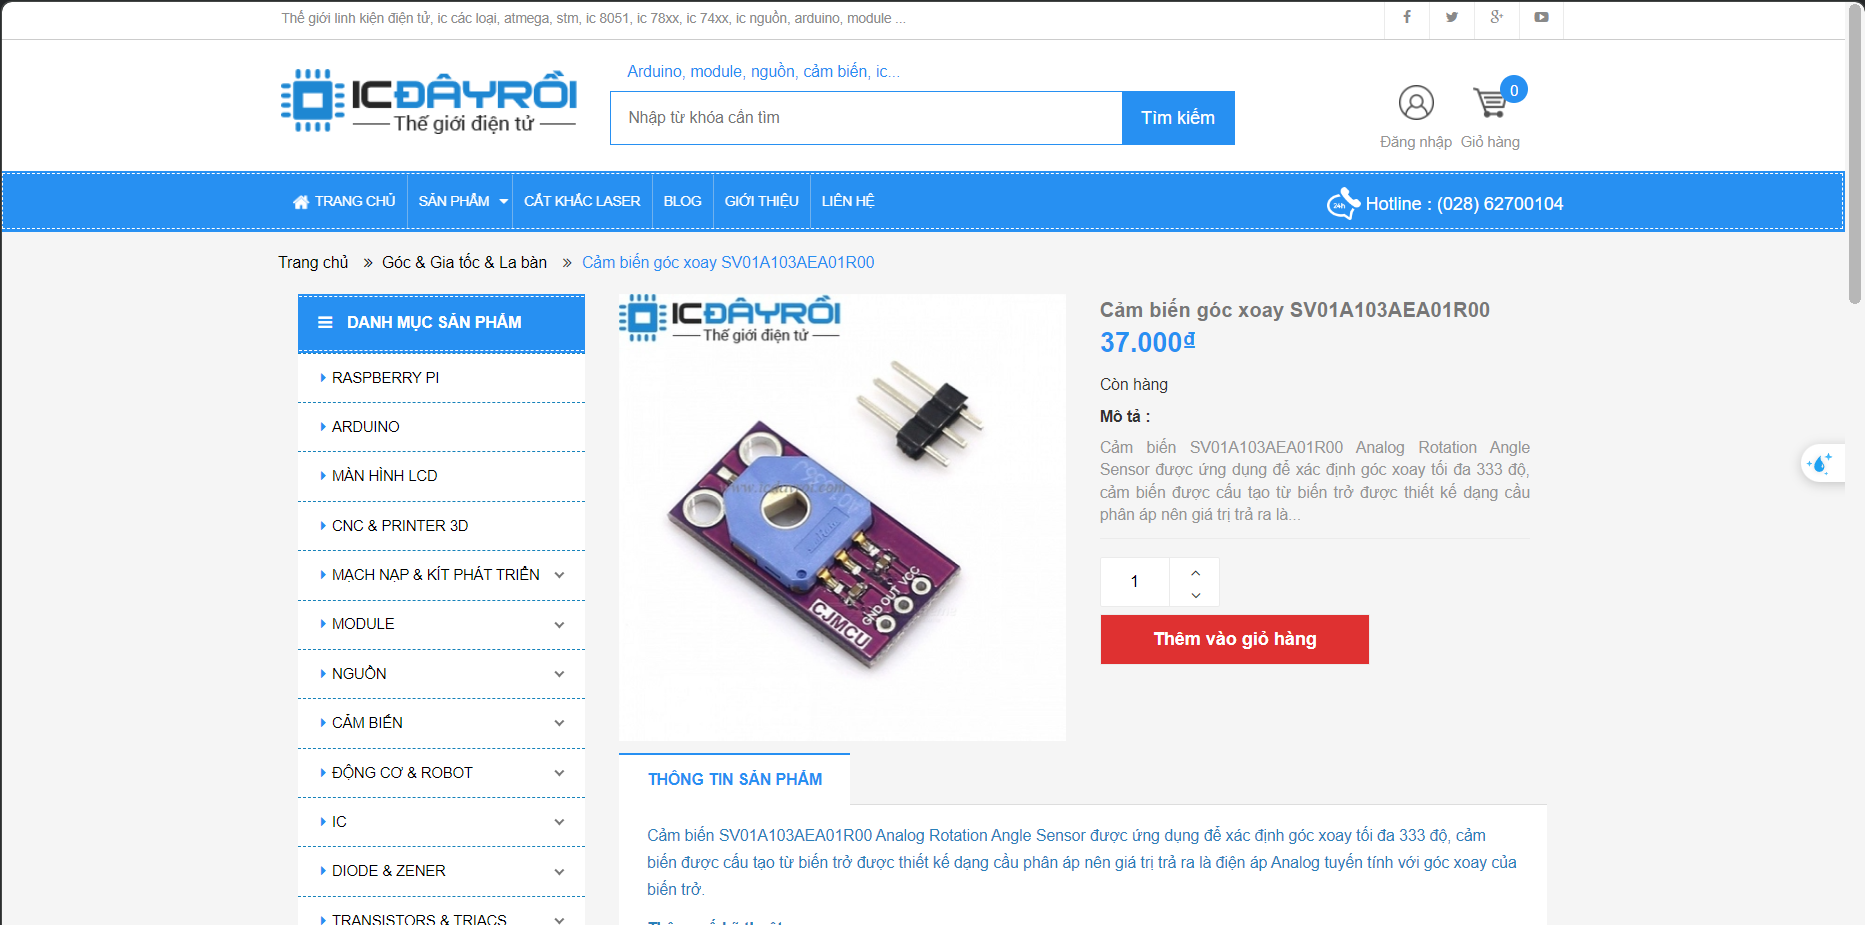 Thế giới linh kiện điện tử, ic các loại, atmega, stm, ic 8051, ic 78xx, ic 74xx, ic nguồn, arduino, module ...
ICĐÂYRỒI
Thế giới điện tử
Arduino, module, nguồn, cảm biến, ic...
Nhập từ khóa cần tìm
Tìm kiếm
0
Đăng nhập
Giỏ hàng
TRANG CHỦ
SẢN PHẨM
CẮT KHẮC LASER
BLOG
GIỚI THIỆU
LIÊN HỆ
24h
Hotline : (028) 62700104
Trang chủ » Góc & Gia tốc & La bàn » Cảm biến góc xoay SV01A103AEA01R00
DANH MỤC SẢN PHẨM
RASPBERRY PI
ARDUINO
MÀN HÌNH LCD
CNC & PRINTER 3D
MẠCH NẠP & KÍT PHÁT TRIỂN
MODULE
NGUỒN
CẢM BIẾN
ĐỘNG CƠ & ROBOT
IC
DIODE & ZENER
TRANSISTORS & TRIACS
ICĐÂYRỒI
Thế giới điện tử
www.icdayroi.com
GND OUT VCC
CJMCU
Cảm biến góc xoay SV01A103AEA01R00
37.000₫
Còn hàng
Mô tả :
Cảm biến SV01A103AEA01R00 Analog Rotation Angle
Sensor được ứng dụng để xác định góc xoay tối đa 333 độ,
cảm biến được cấu tạo từ biến trở được thiết kế dạng cầu
phân áp nên giá trị trả ra là...
1
Thêm vào giỏ hàng
THÔNG TIN SẢN PHẨM
Cảm biến SV01A103AEA01R00 Analog Rotation Angle Sensor được ứng dụng để xác định góc xoay tối đa 333 độ, cảm
biến được cấu tạo từ biến trở được thiết kế dạng cầu phân áp nên giá trị trả ra là điện áp Analog tuyến tính với góc xoay của
biến trở.